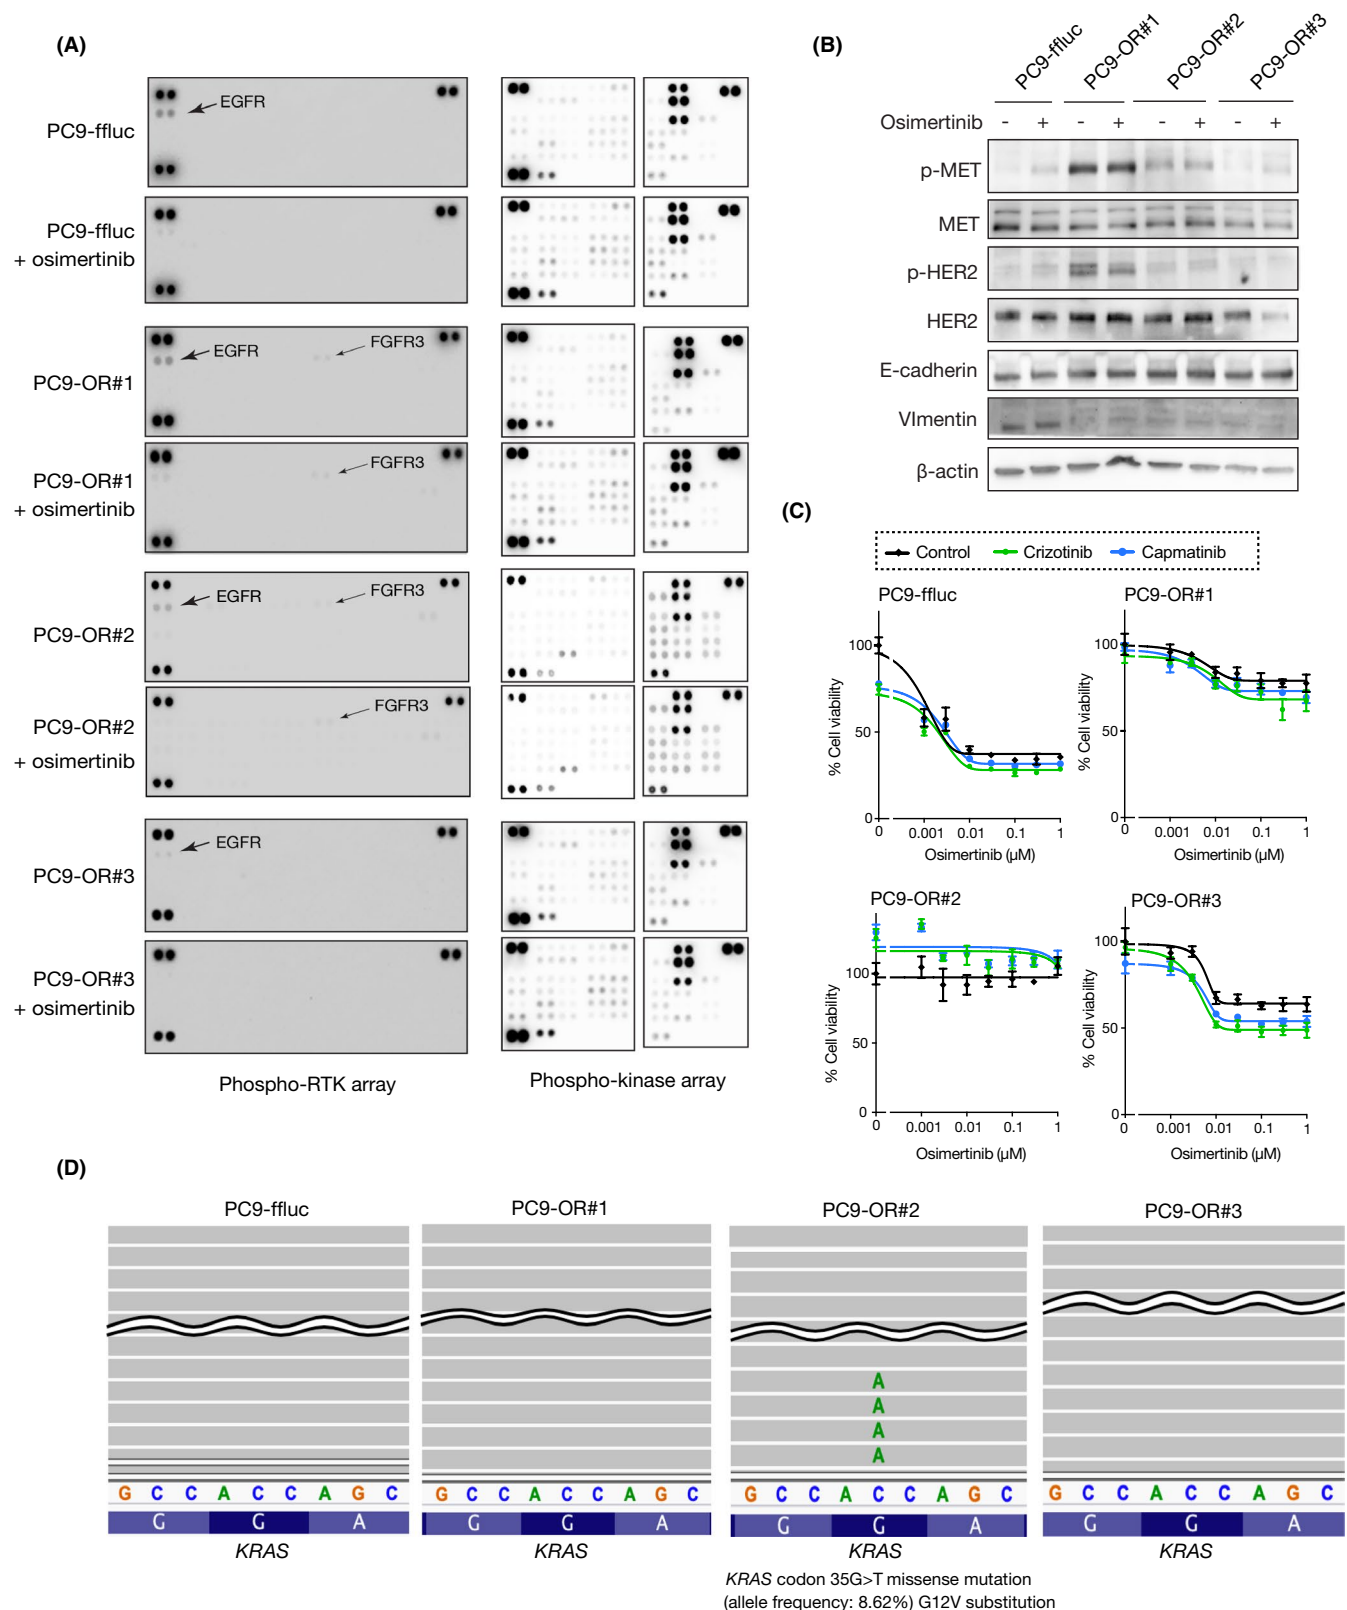 (A)
PC9-ffluc
EGFR
PC9-ffluc
+ osimertinib
PC9-OR#1
EGFR
FGFR3
PC9-OR#1
+ osimertinib
FGFR3
PC9-OR#2
EGFR
FGFR3
PC9-OR#2
+ osimertinib
FGFR3
PC9-OR#3
EGFR
PC9-OR#3
+ osimertinib
Phospho-RTK array
Phospho-kinase array
(B)
PC9-ffluc
PC9-OR#1
PC9-OR#2
PC9-OR#3
Osimertinib - + - + - + - +
p-MET
MET
p-HER2
HER2
E-cadherin
VImentin
β-actin
(C)
Control Crizotinib Capmatinib
PC9-ffluc
% Cell viability
100
50
0
0 0.001 0.01 0.1 1
Osimertinib (µM)
PC9-OR#1
% Cell viability
100
50
0
0 0.001 0.01 0.1 1
Osimertinib (µM)
PC9-OR#2
% Cell viability
100
50
0
0 0.001 0.01 0.1 1
Osimertinib (µM)
PC9-OR#3
% Cell viability
100
50
0
0 0.001 0.01 0.1 1
Osimertinib (µM)
(D)
PC9-ffluc
G C C A C C A G C
G G A
KRAS
PC9-OR#1
G C C A C C A G C
G G A
KRAS
PC9-OR#2
A
A
A
A
G C C A C C A G C
G G A
KRAS
KRAS codon 35G>T missense mutation
(allele frequency: 8.62%) G12V substitution
PC9-OR#3
G C C A C C A G C
G G A
KRAS